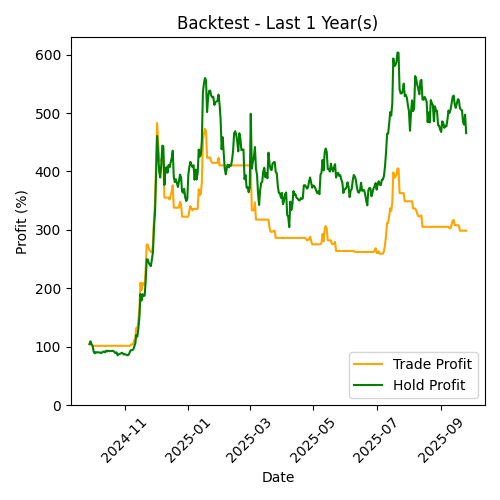 Backtest - Last 1 Year(s)
600
500
400
300
200
100
0
Profit (%)
2024-11
2025-01
2025-03
2025-05
2025-07
2025-09
Date
Trade Profit
Hold Profit